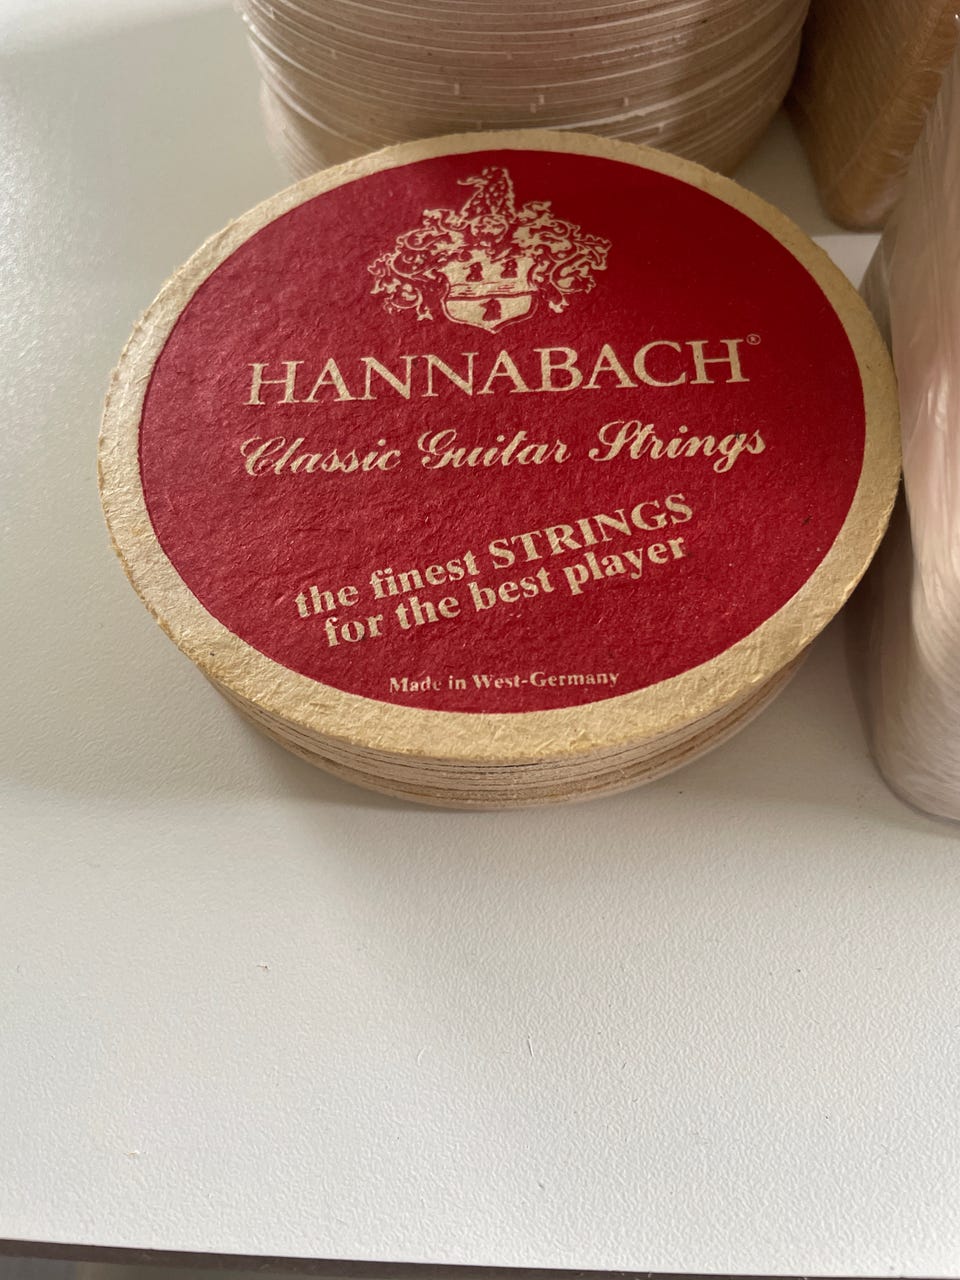 HANNABACH®
Classic Guitar Strings
the finest STRINGS
for the best player
Made in West-Germany